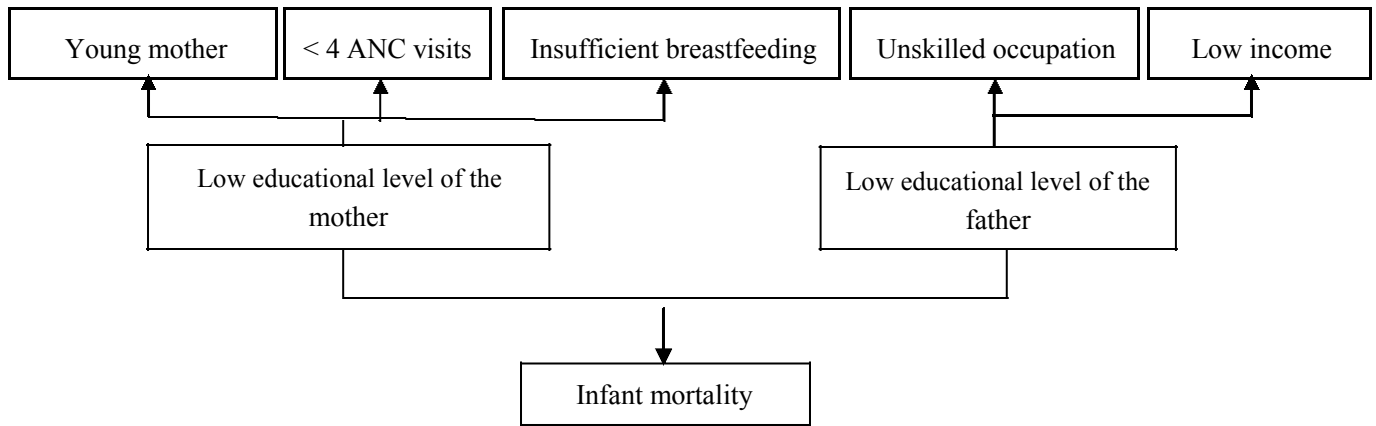 Young mother
< 4 ANC visits
Insufficient breastfeeding
Unskilled occupation
Low income
Low educational level of the
mother
Low educational level of the
father
Infant mortality